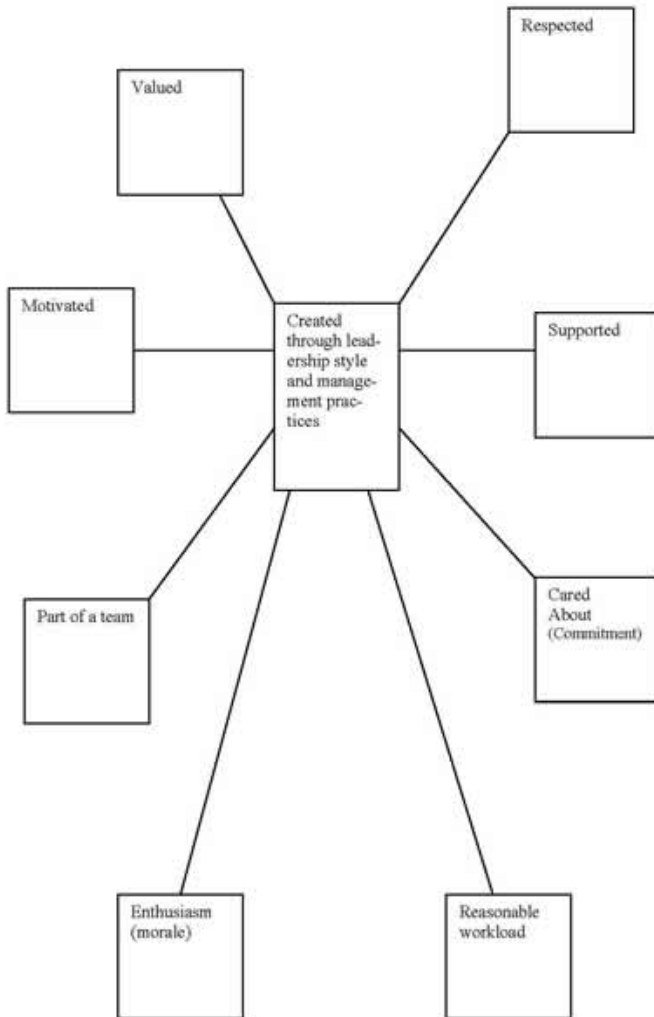 Respected
Valued
Motivated
Created
through lead-
ership style
and manage-
ment prac-
tices
Supported
Part of a team
Cared
About
(Commitment)
Enthusiasm
(morale)
Reasonable
workload